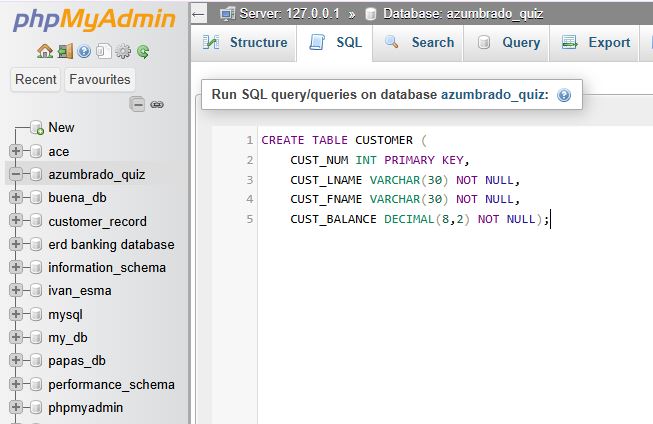 phpMyAdmin
Recent Favourites
New
ace
azumbrado_quiz
buena_db
customer_record
erd banking database
information_schema
ivan_esma
mysql
my_db
papas_db
performance_schema
phpmyadmin
Server: 127.0.0.1 » Database: azumbrado_quiz
Structure SQL Search Query Export
Run SQL query/queries on database azumbrado_quiz:
1 CREATE TABLE CUSTOMER (
2 CUST_NUM INT PRIMARY KEY,
3 CUST_LNAME VARCHAR(30) NOT NULL,
4 CUST_FNAME VARCHAR(30) NOT NULL,
5 CUST_BALANCE DECIMAL(8,2) NOT NULL);